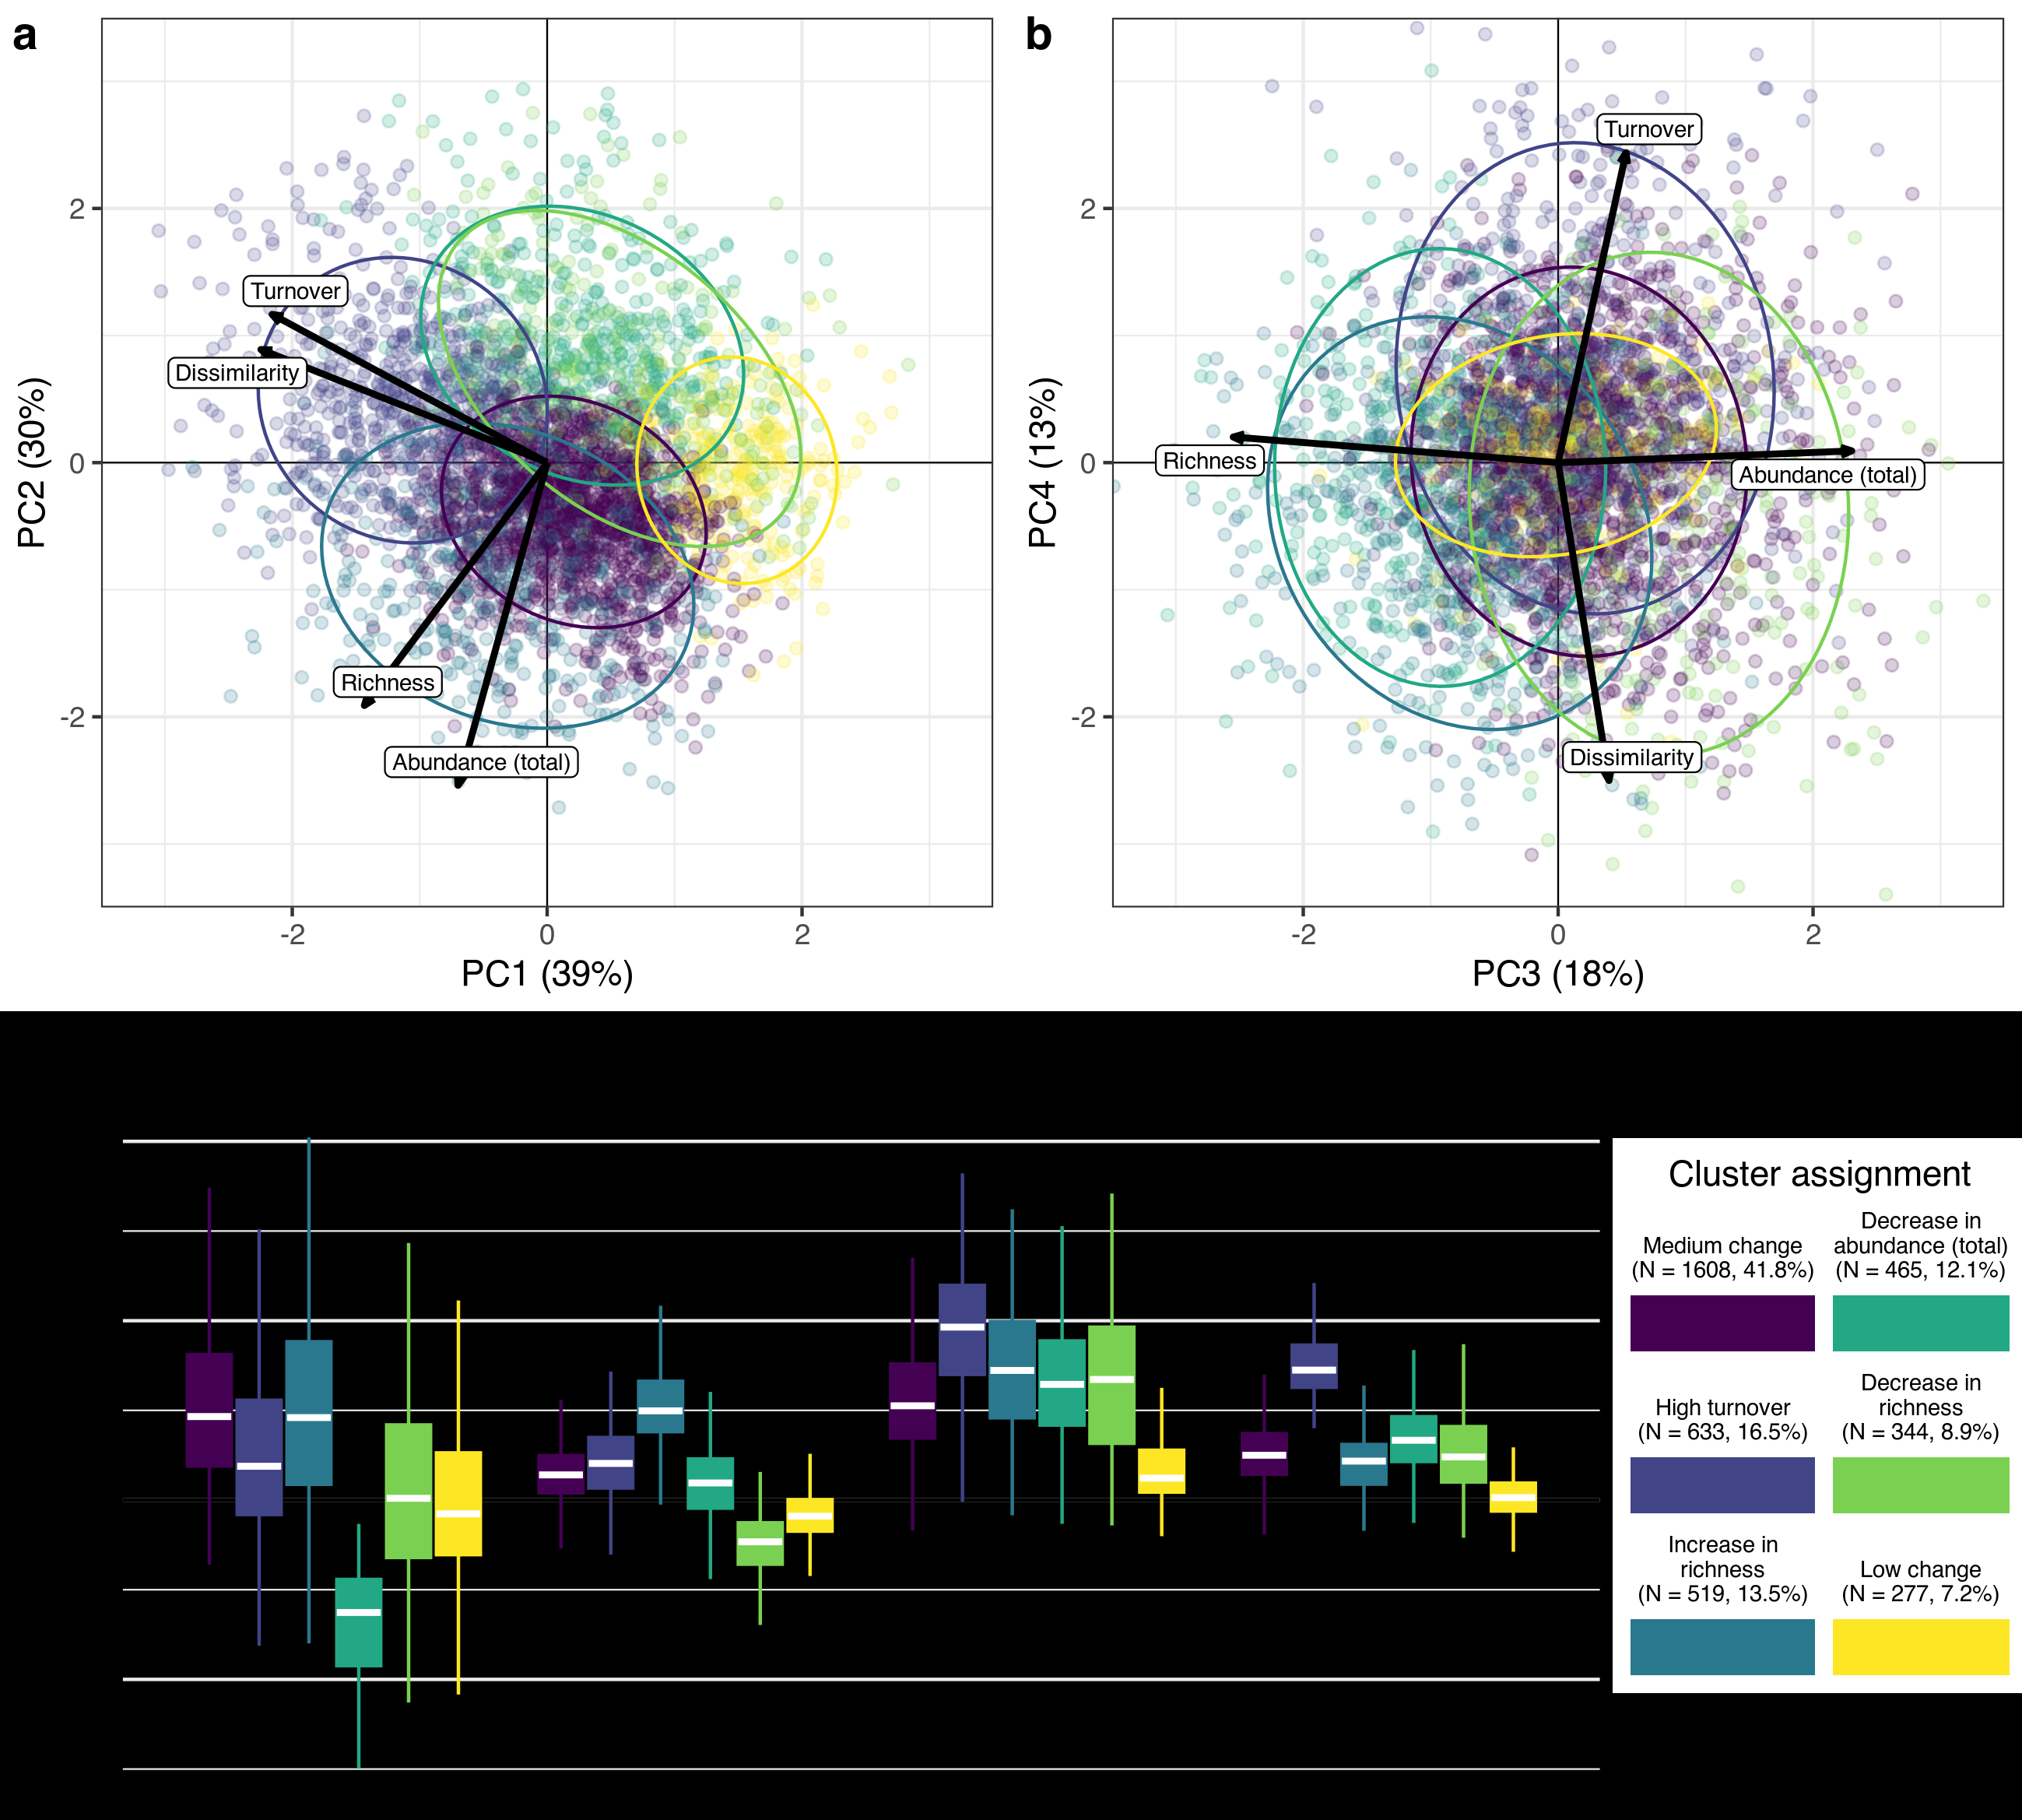 a
b
Turnover
Dissimilarity
Richness
Abundance (total)
2
0
-2
PC2 (30%)
-2
0
2
PC1 (39%)
Turnover
Richness
Abundance (total)
Dissimilarity
2
0
-2
PC4 (13%)
-2
0
2
PC3 (18%)
Cluster assignment
Medium change
(N = 1608, 41.8%)
Decrease in
abundance (total)
(N = 465, 12.1%)
High turnover
(N = 633, 16.5%)
Decrease in
richness
(N = 344, 8.9%)
Increase in
richness
(N = 519, 13.5%)
Low change
(N = 277, 7.2%)